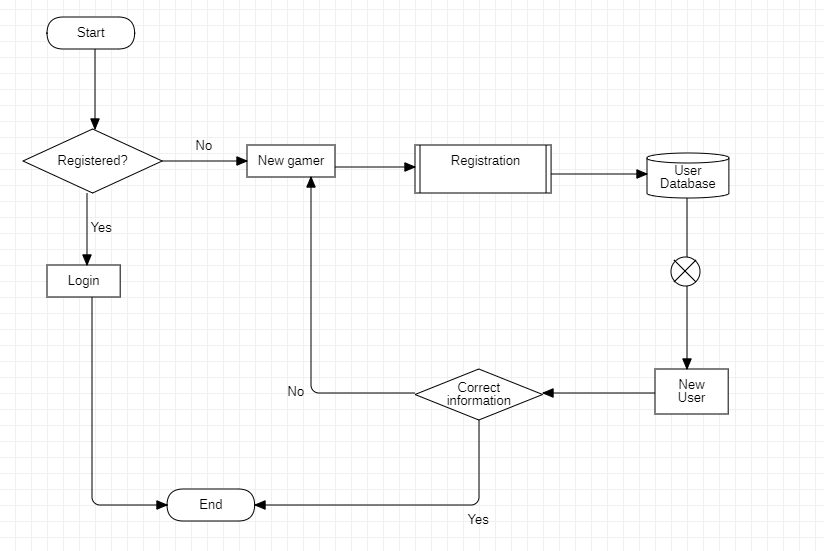 Start
Registered?
No
New gamer
Registration
User
Database
Yes
Login
No
Correct
information
New
User
End
Yes